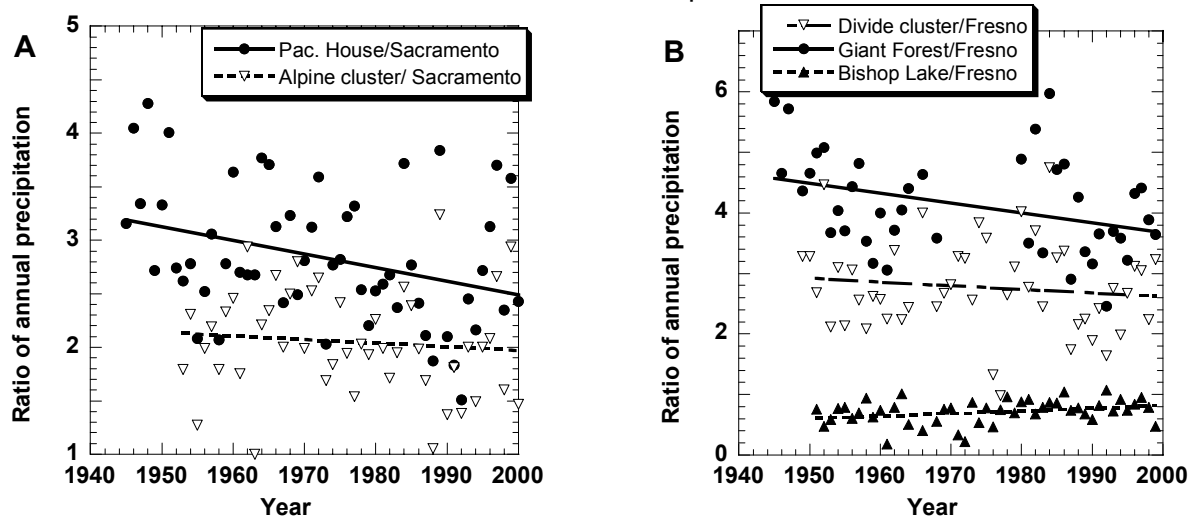 A
Pac. House/Sacramento
Alpine cluster/ Sacramento
Ratio of annual precipitation
5
4
3
2
1
1940 1950 1960 1970 1980 1990 2000
Year
B
Divide cluster/Fresno
Giant Forest/Fresno
Bishop Lake/Fresno
Ratio of annual precipitation
6
4
2
0
1940 1950 1960 1970 1980 1990 2000
Year